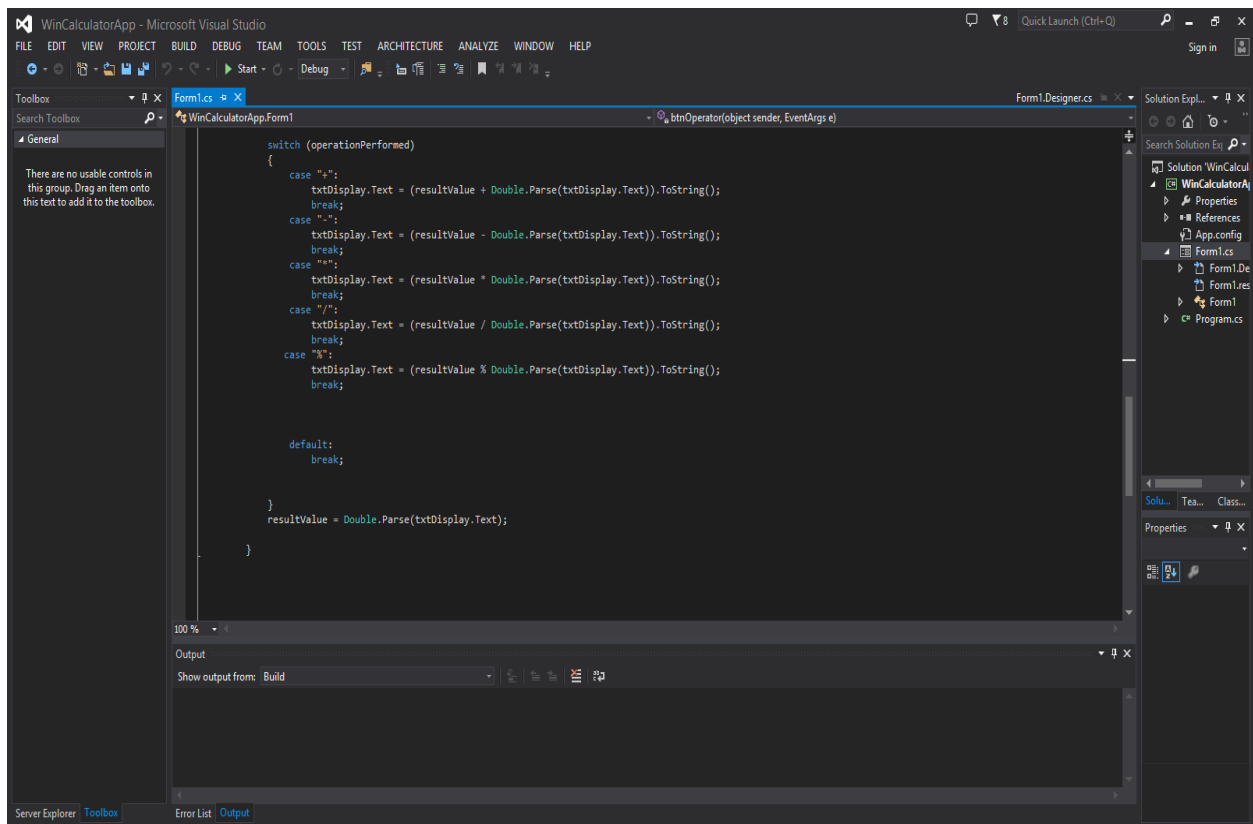 WinCalculatorApp - Microsoft Visual Studio
8
Quick Launch (Ctrl+Q)
FILE EDIT VIEW PROJECT BUILD DEBUG TEAM TOOLS TEST ARCHITECTURE ANALYZE WINDOW HELP
Sign in
Start
Debug
Toolbox
Search Toolbox
General
There are no usable controls in
this group. Drag an item onto
this text to add it to the toolbox.
Server Explorer Toolbox
Form1.cs
Form1.Designer.cs
WinCalculatorApp.Form1
btnOperator(object sender, EventArgs e)
switch (operationPerformed)
{
case "+":
txtDisplay.Text = (resultValue + Double.Parse(txtDisplay.Text)).ToString();
break;
case "-":
txtDisplay.Text = (resultValue - Double.Parse(txtDisplay.Text)).ToString();
break;
case "*":
txtDisplay.Text = (resultValue * Double.Parse(txtDisplay.Text)).ToString();
break;
case "/":
txtDisplay.Text = (resultValue / Double.Parse(txtDisplay.Text)).ToString();
break;
case "%":
txtDisplay.Text = (resultValue % Double.Parse(txtDisplay.Text)).ToString();
break;
default:
break;
}
resultValue = Double.Parse(txtDisplay.Text);
}
100 %
Output
Show output from: Build
Error List Output
Solution Expl...
Search Solution Ex
Solution 'WinCalcul
WinCalculatorA
Properties
References
App.config
Form1.cs
Form1.De
Form1.res
Form1
C# Program.cs
Solu... Tea... Class...
Properties